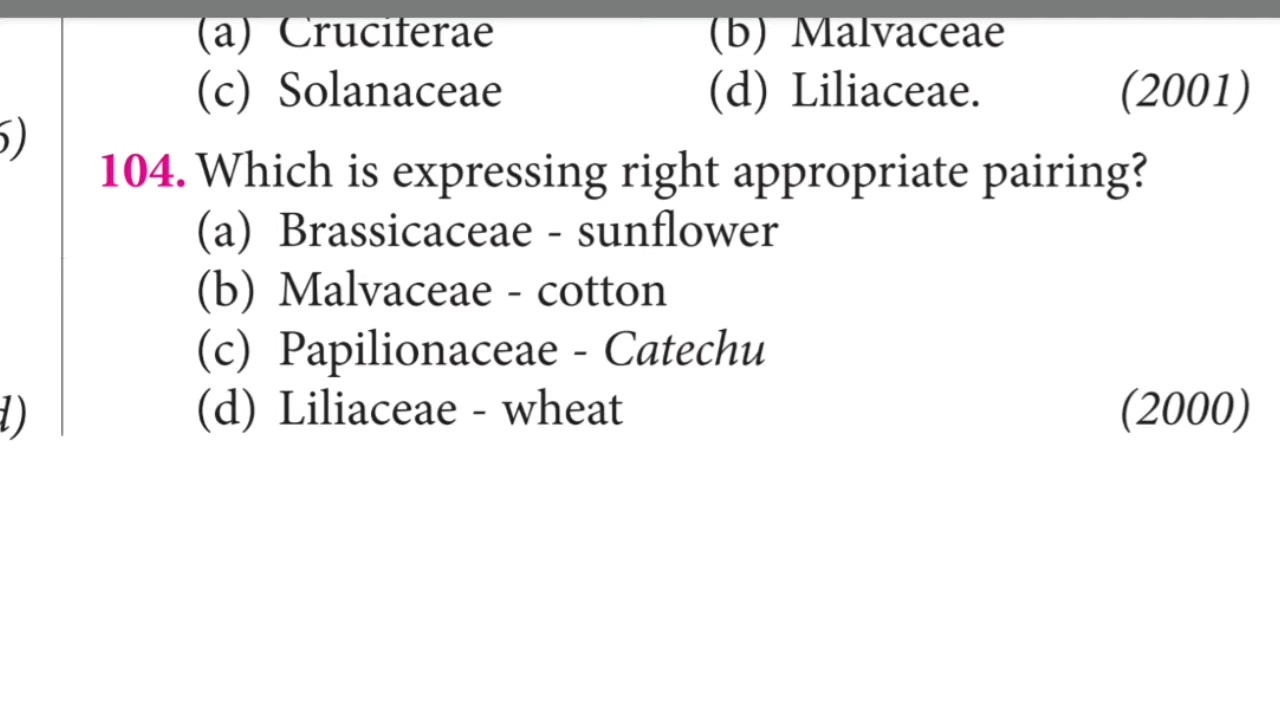 (a) Cruciferae (b) Malvaceae
(c) Solanaceae (d) Liliaceae. (2001)
104. Which is expressing right appropriate pairing?
(a) Brassicaceae - sunflower
(b) Malvaceae - cotton
(c) Papilionaceae - Catechu
(d) Liliaceae - wheat (2000)